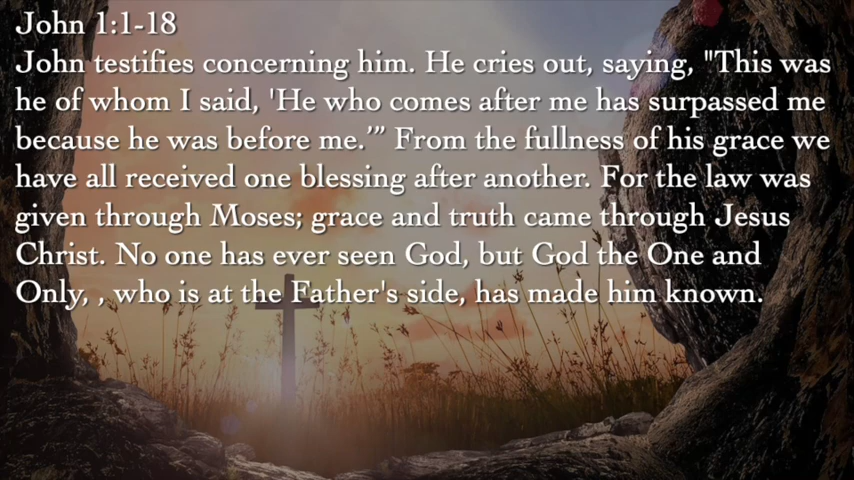 John 1:1-18
John testifies concerning him. He cries out, saying, "This was
he of whom I said, 'He who comes after me has surpassed me
because he was before me.’” From the fullness of his grace we
have all received one blessing after another. For the law was
given through Moses; grace and truth came through Jesus
Christ. No one has ever seen God, but God the One and
Only, , who is at the Father's side, has made him known.